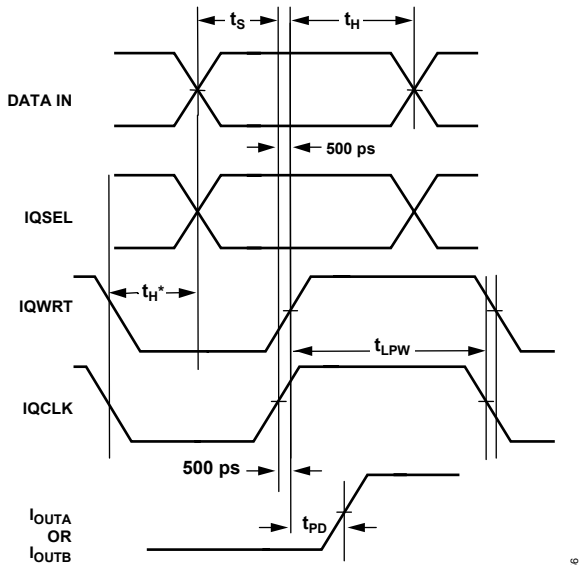 tS
tH
DATA IN
500 ps
IQSEL
tH*
IQWRT
tLPW
IQCLK
500 ps
IOUTA
OR
IOUTB
tPD